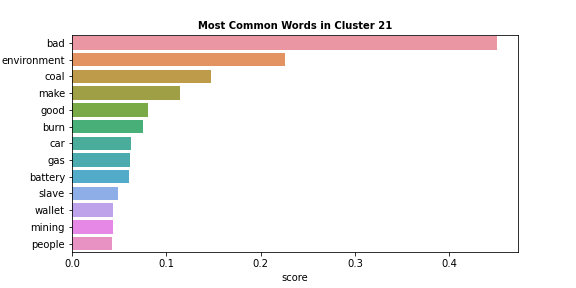 Most Common Words in Cluster 21
bad
environment
coal
make
good
burn
car
gas
battery
slave
wallet
mining
people
0.0 0.1 0.2 0.3 0.4
score